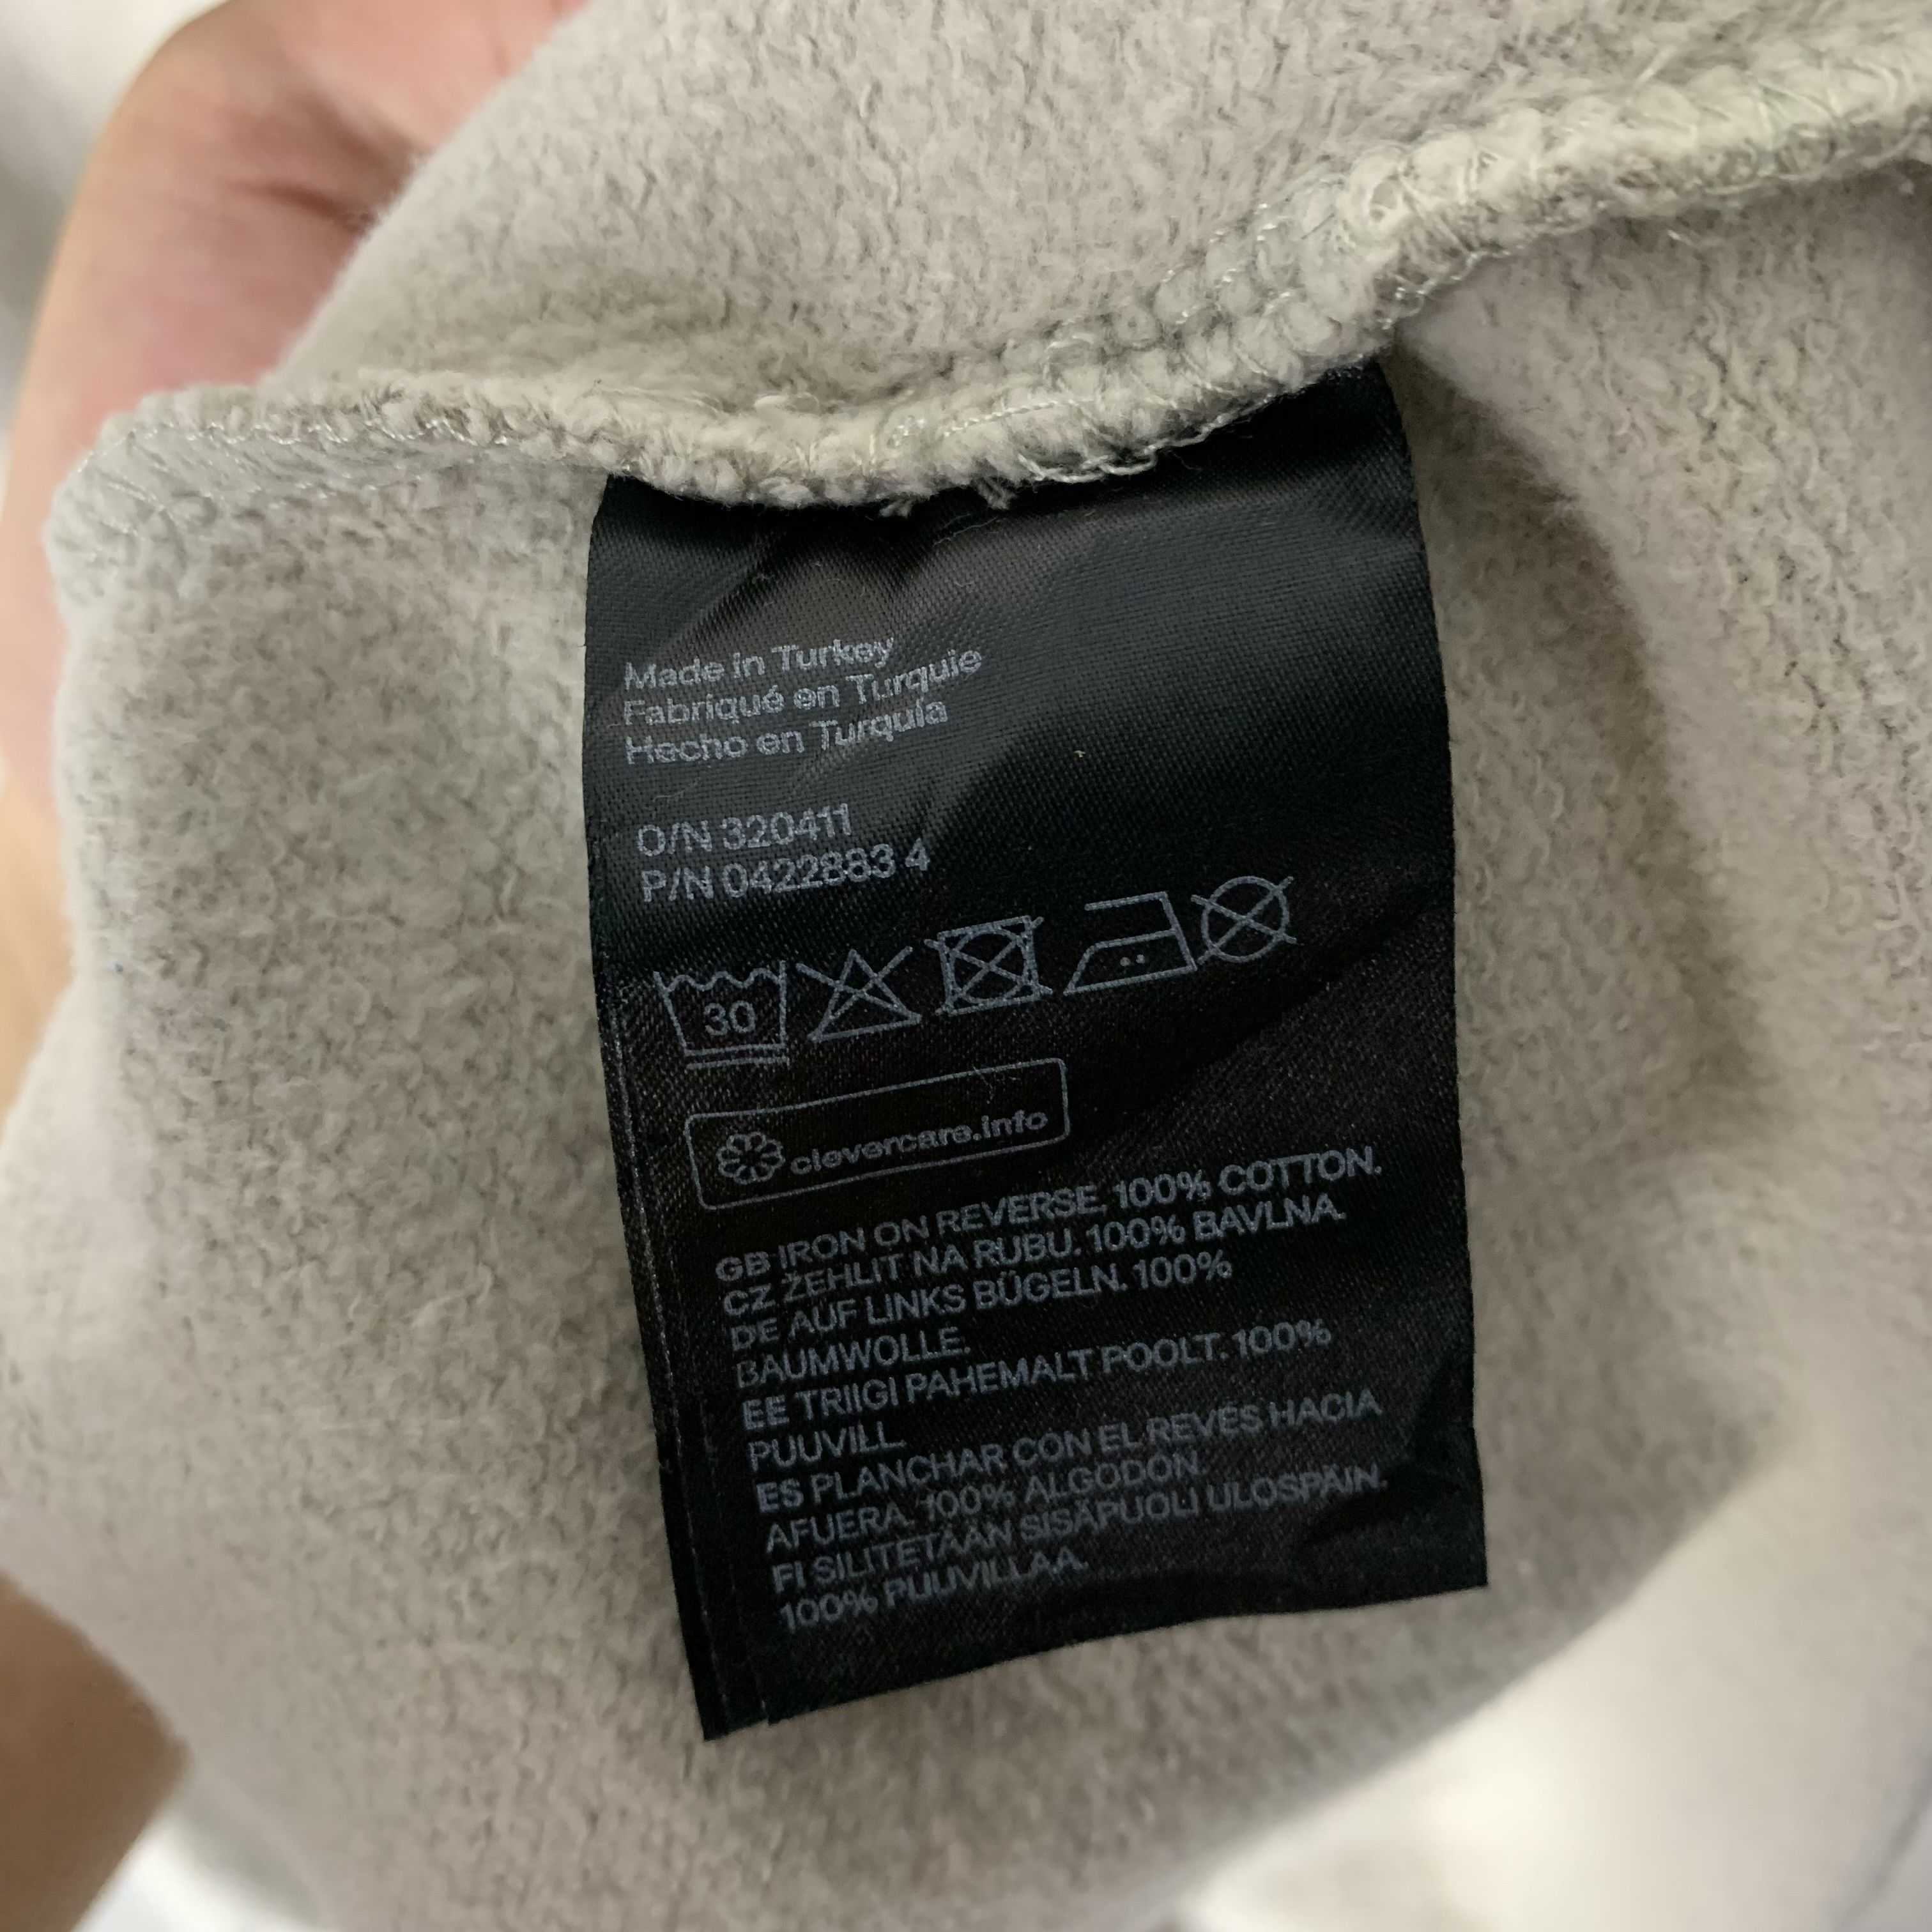 Made in Turkey
Fabriqué en Turquie
Hecho en Turquía
O/N 320411
P/N 0422883 4
30
clevercare.info
GB IRON ON REVERSE. 100% COTTON.
CZ ŽEHLIT NA RUBU. 100% BAVLNA.
DE AUF LINKS BÜGELN. 100%
BAUMWOLLE.
EE TRIIGI PAHEMALT POOLT. 100%
PUUVILL.
ES PLANCHAR CON EL REVÉS HACIA
AFUERA. 100% ALGODÓN.
FI SILITETÄÄN SISÄPUOLI ULOSPÄIN.
100% PUUVILLAA.